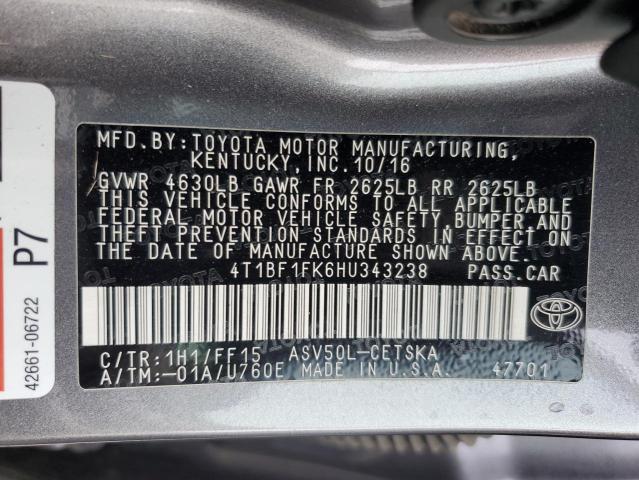 MFD.BY:TOYOTA MOTOR MANUFACTURING,
KENTUCKY, INC. 10/16
GVWR 4630LB GAWR FR 2625LB RR 2625LB
THIS VEHICLE CONFORMS TO ALL APPLICABLE
FEDERAL MOTOR VEHICLE SAFETY, BUMPER AND
THEFT PREVENTION STANDARDS IN EFFECT ON
THE DATE OF MANUFACTURE SHOWN ABOVE.
4T1BF1FK6HU343238 PASS.CAR
C/TR:1H1/FF15 ASV50L-CETSKA
A/TM:-01A/U760E MADE IN U.S.A. 47701
P7
42661-06722